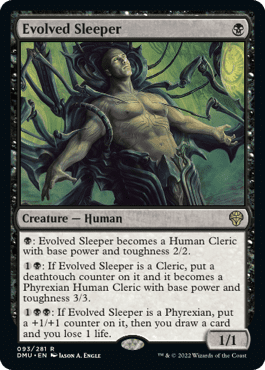 Evolved Sleeper
Creature — Human
: Evolved Sleeper becomes a Human Cleric
with base power and toughness 2/2.
1: If Evolved Sleeper is a Cleric, put a
deathtouch counter on it and it becomes a
Phyrexian Human Cleric with base power and
toughness 3/3.
1: If Evolved Sleeper is a Phyrexian, put
a +1/+1 counter on it, then you draw a card
and you lose 1 life.
1/1
093/281 R
DMU • EN Jason A. Engle
™ & © 2022 Wizards of the Coast